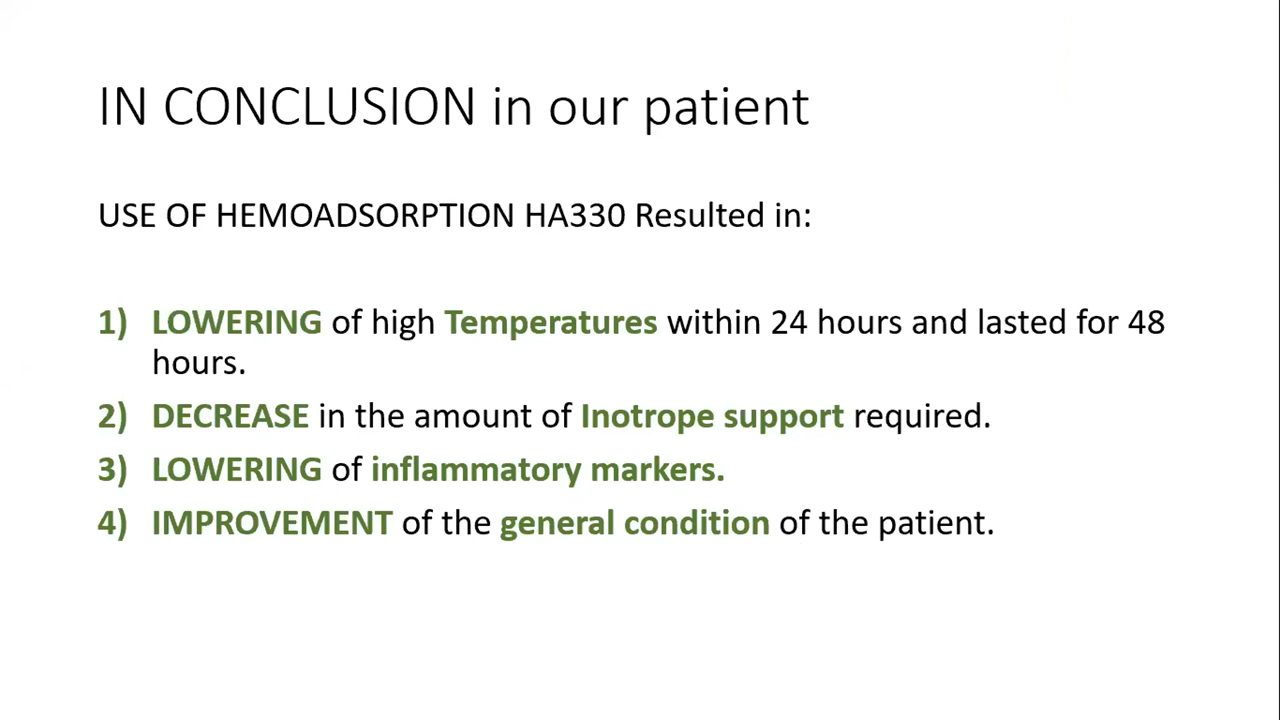 IN CONCLUSION in our patient
USE OF HEMOADSORPTION HA330 Resulted in:
1) LOWERING of high Temperatures within 24 hours and lasted for 48
hours.
2) DECREASE in the amount of Inotrope support required.
3) LOWERING of inflammatory markers.
4) IMPROVEMENT of the general condition of the patient.